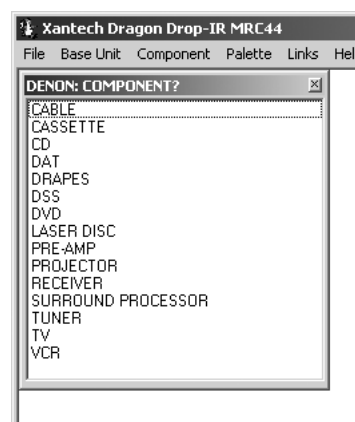 Xantech Dragon Drop-IR MRC44
File Base Unit Component Palette Links Hel
DENON: COMPONENT?
CABLE
CASSETTE
CD
DAT
DRAPES
DSS
DVD
LASER DISC
PRE-AMP
PROJECTOR
RECEIVER
SURROUND PROCESSOR
TUNER
TV
VCR